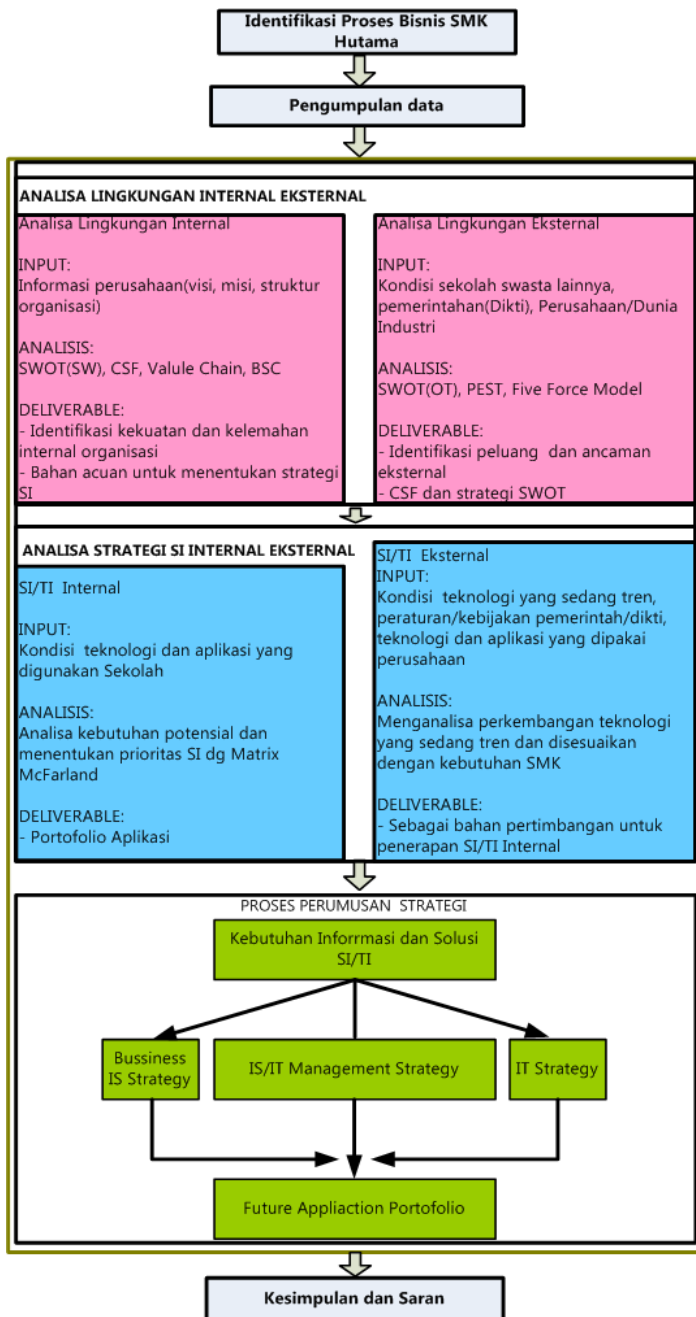 Identifikasi Proses Bisnis SMK
Hutama
Pengumpulan data
ANALISA LINGKUNGAN INTERNAL EKSTERNAL
Analisa Lingkungan Internal
INPUT:
Informasi perusahaan(visi, misi, struktur
organisasi)
ANALISIS:
SWOT(SW), CSF, Valule Chain, BSC
DELIVERABLE:
- Identifikasi kekuatan dan kelemahan
internal organisasi
- Bahan acuan untuk menentukan strategi
SI
Analisa Lingkungan Eksternal
INPUT:
Kondisi sekolah swasta lainnya,
pemerintahan(Dikti), Perusahaan/Dunia
Industri
ANALISIS:
SWOT(OT), PEST, Five Force Model
DELIVERABLE:
- Identifikasi peluang dan ancaman
eksternal
- CSF dan strategi SWOT
ANALISA STRATEGI SI INTERNAL EKSTERNAL
SI/TI Internal
INPUT:
Kondisi teknologi dan aplikasi yang
digunakan Sekolah
ANALISIS:
Analisa kebutuhan potensial dan
menentukan prioritas SI dg Matrix
McFarland
DELIVERABLE:
- Portofolio Aplikasi
SI/TI Eksternal
INPUT:
Kondisi teknologi yang sedang tren,
peraturan/kebijakan pemerintah/dikti,
teknologi dan aplikasi yang dipakai
perusahaan
ANALISIS:
Menganalisa perkembangan teknologi
yang sedang tren dan disesuaikan
dengan kebutuhan SMK
DELIVERABLE:
- Sebagai bahan pertimbangan untuk
penerapan SI/TI Internal
PROSES PERUMUSAN STRATEGI
Kebutuhan Inforrmasi dan Solusi
SI/TI
Bussiness
IS Strategy
IS/IT Management Strategy
IT Strategy
Future Appliaction Portofolio
Kesimpulan dan Saran